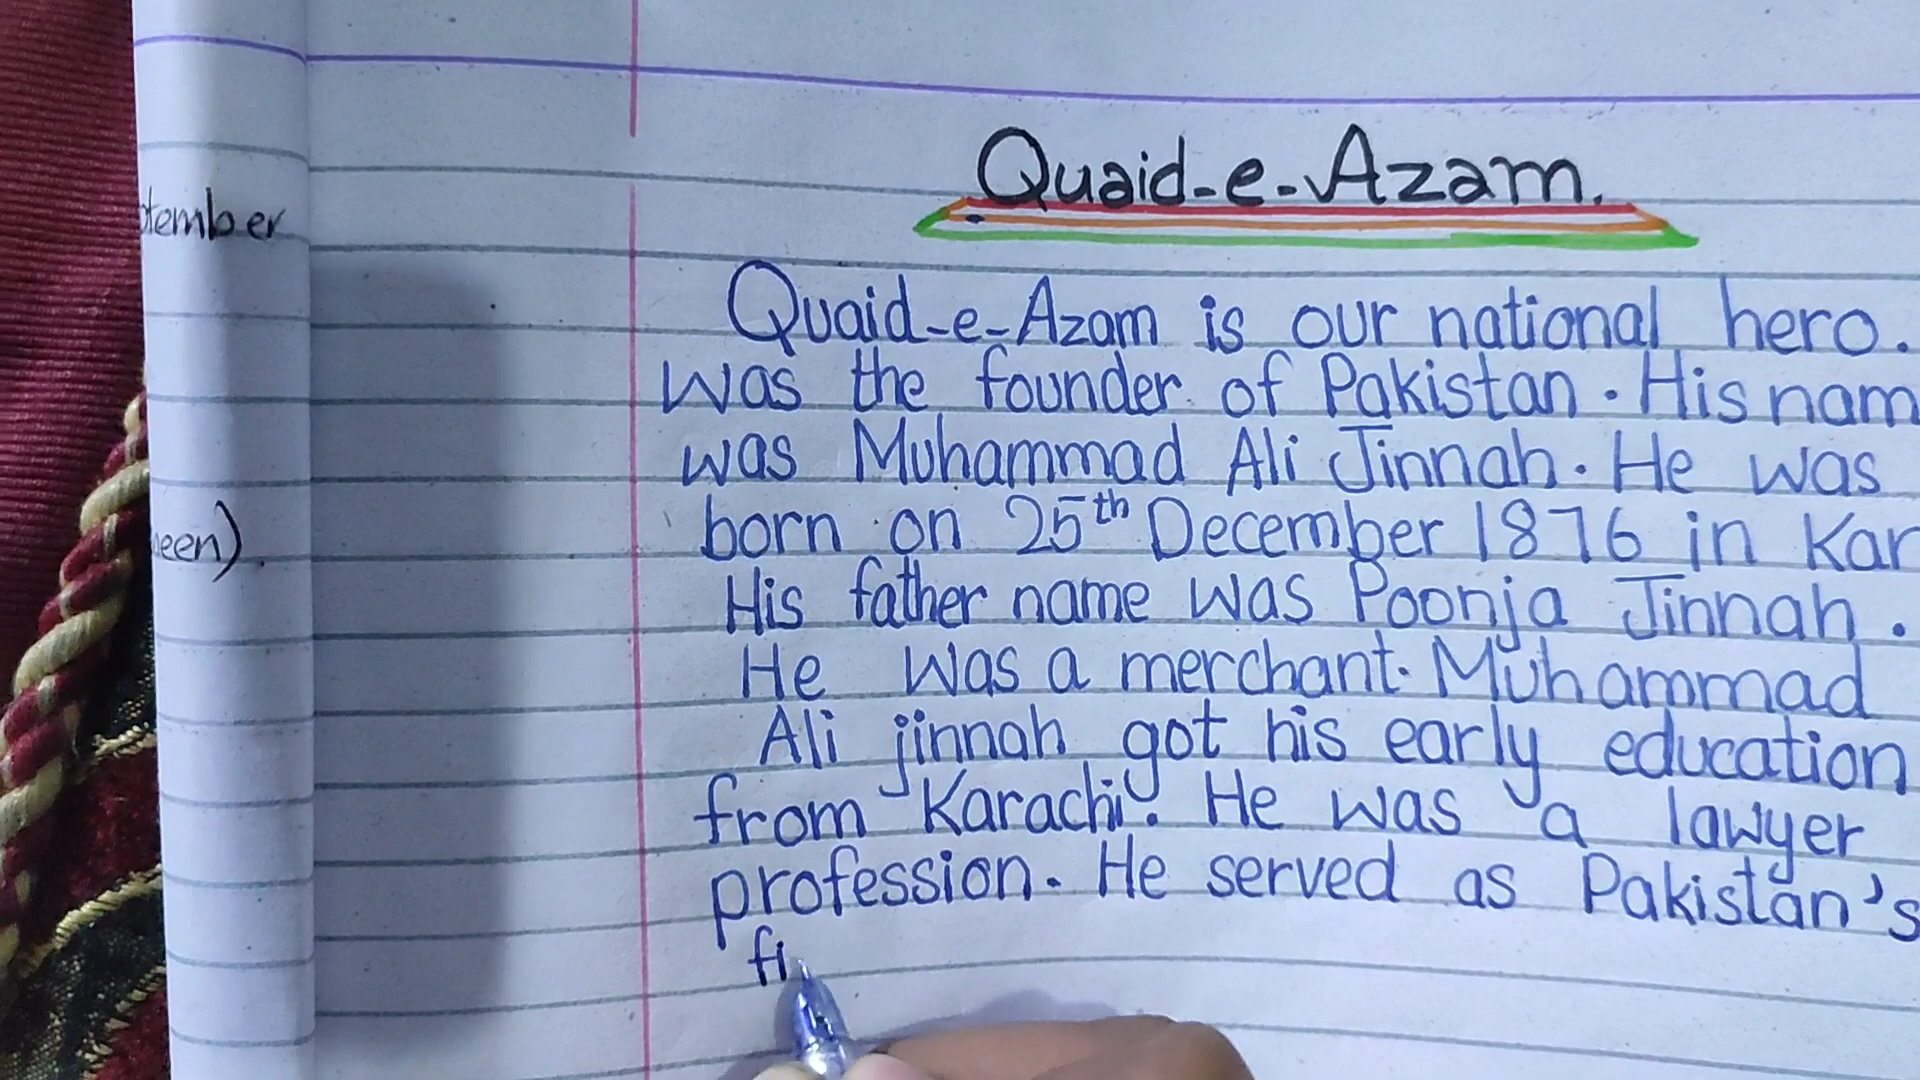 Quaid-e-Azam.
Quaid-e-Azam is our national hero.
was the founder of Pakistan. His nam
was Muhammad Ali Jinnah. He was
born on 25th December 1876 in Kar
His father name was Poonja Jinnah.
He was a merchant. Muhammad
Ali jinnah got his early education
from Karachi. He was a lawyer
profession. He served as Pakistan's
fi
tember
een).